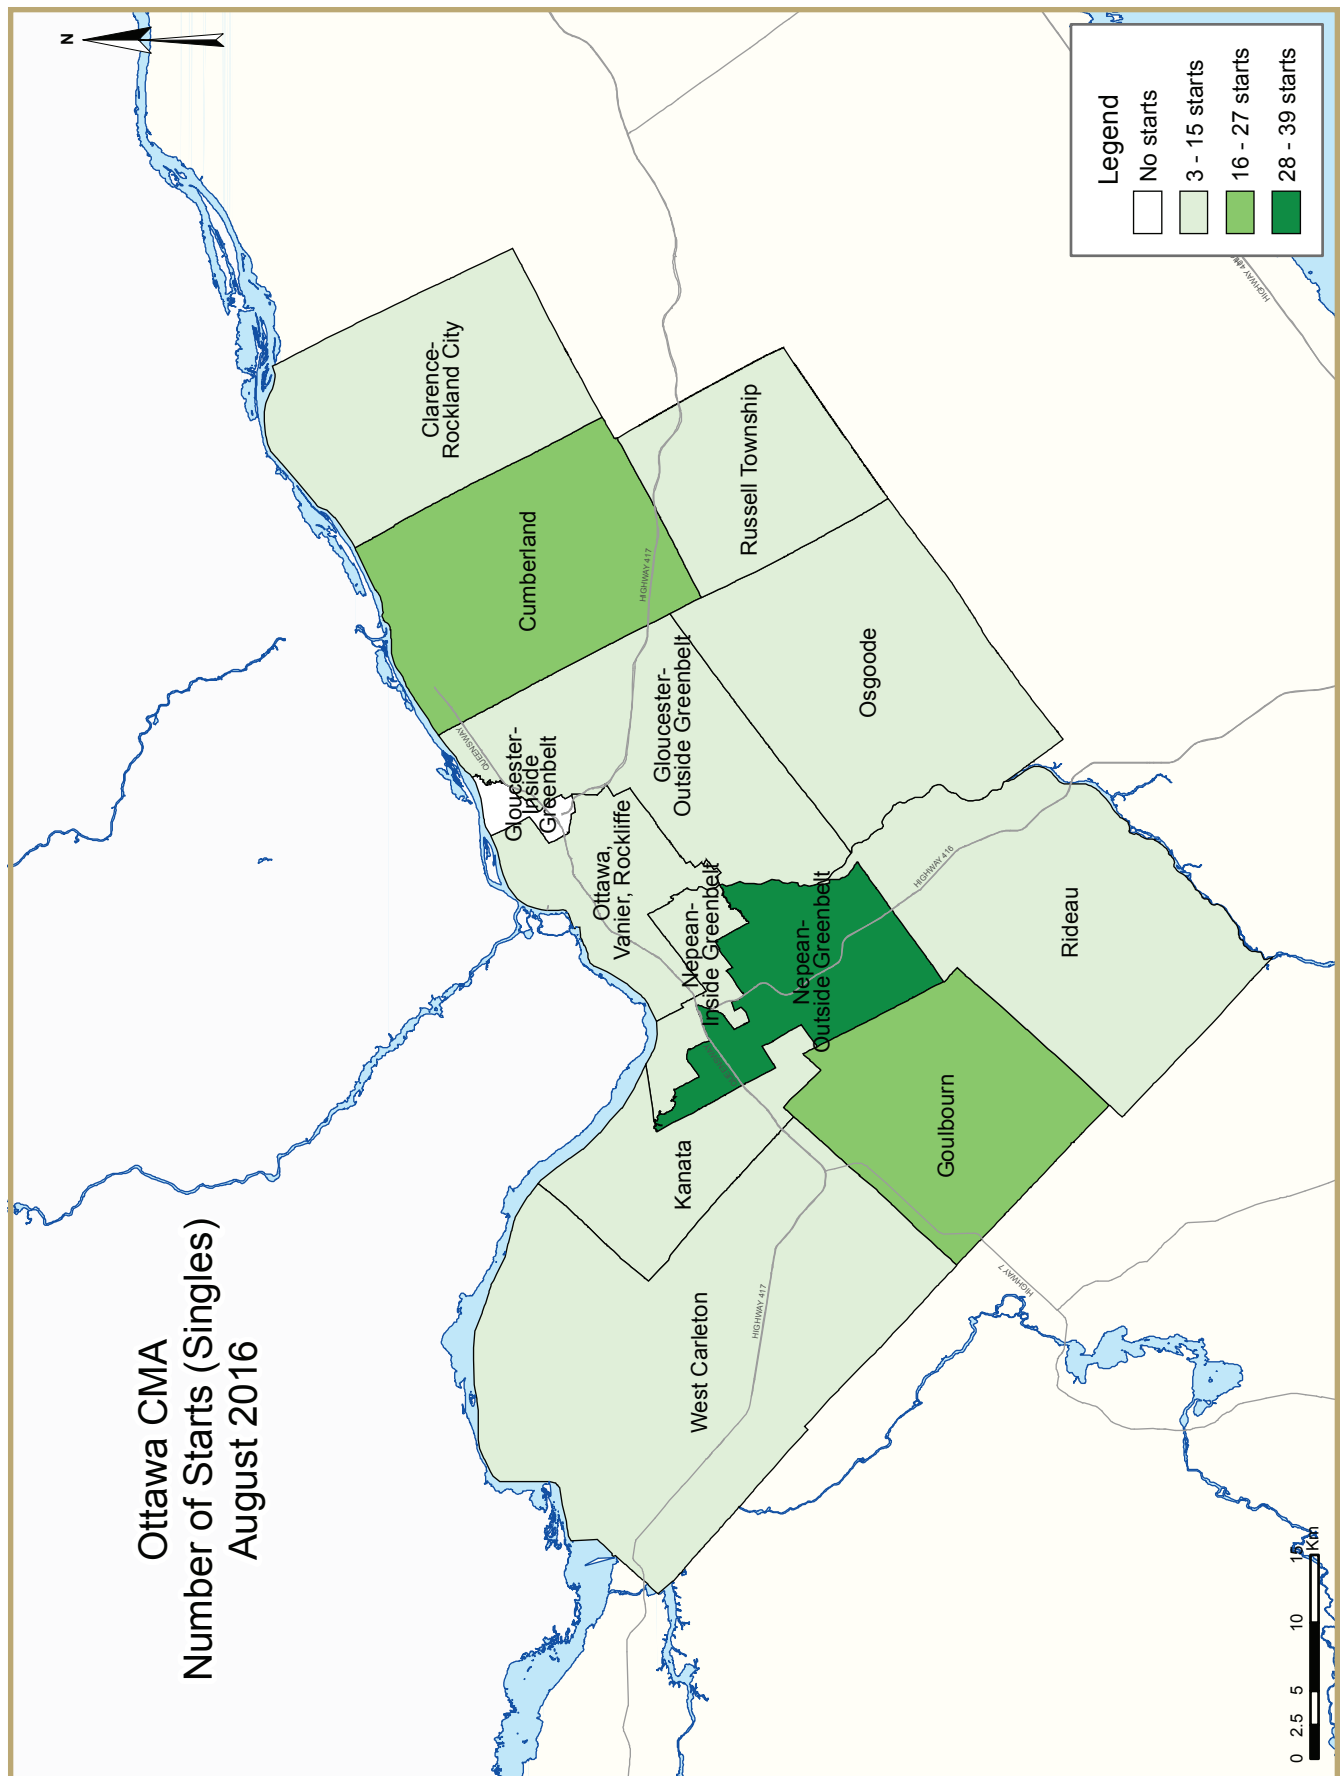 Ottawa CMA
Number of Starts (Singles)
August 2016
N
Clarence-
Rockland City
Cumberland
Russell Township
HIGHWAY 417
QUEENSWAY
Gloucester-
Inside
Greenbelt
Gloucester-
Outside Greenbelt
Osgoode
Ottawa,
Vanier, Rockliffe
Nepean-
Inside Greenbelt
Nepean-
Outside Greenbelt
HIGHWAY 416
Rideau
Kanata
Goulbourn
West Carleton
HIGHWAY 417
HIGHWAY 7
HIGHWAY 401
Legend
No starts
3 - 15 starts
16 - 27 starts
28 - 39 starts
0 2.5 5 10 15
Km